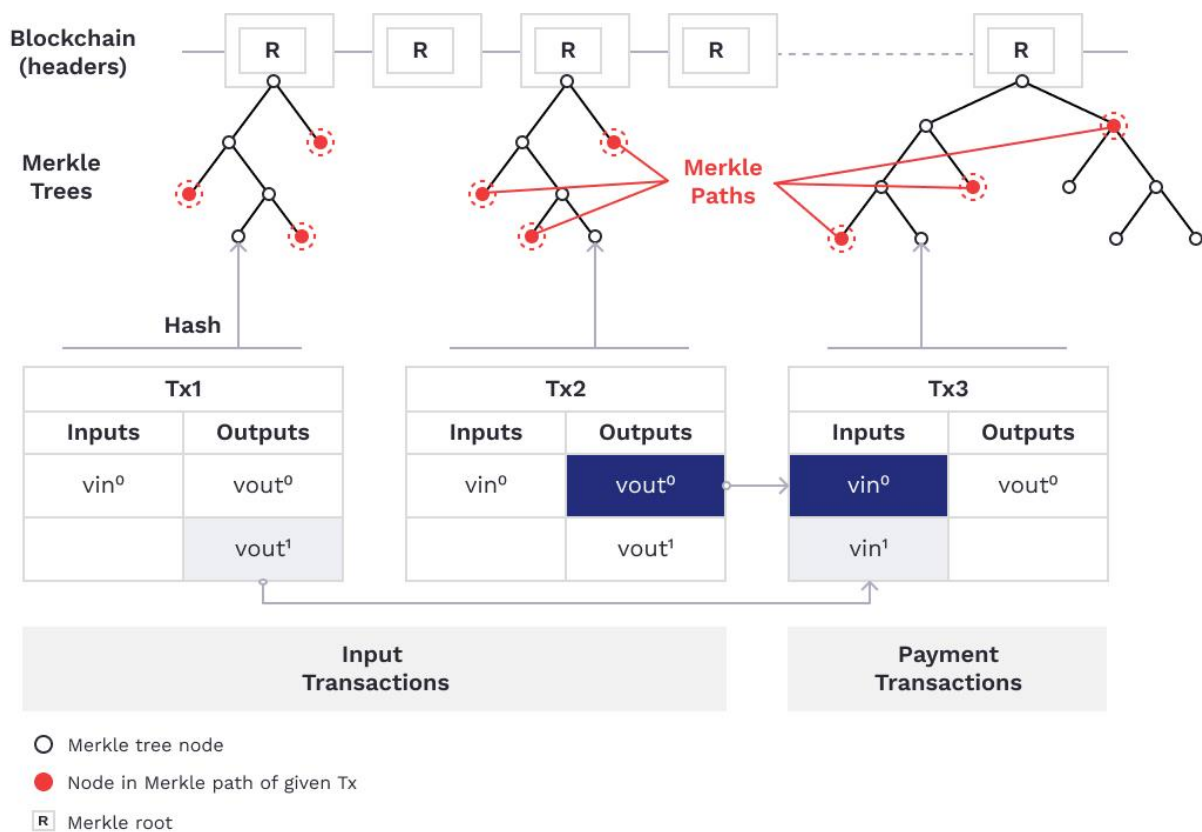 Blockchain
(headers)
R
R
R
R
R
Merkle
Trees
Merkle
Paths
Hash
Tx1
Inputs
Outputs
vin⁰
vout⁰
vout¹
Tx2
Inputs
Outputs
vin⁰
vout⁰
vout¹
Tx3
Inputs
Outputs
vin⁰
vout⁰
vin¹
Input
Transactions
Payment
Transactions
Merkle tree node
Node in Merkle path of given Tx
R Merkle root